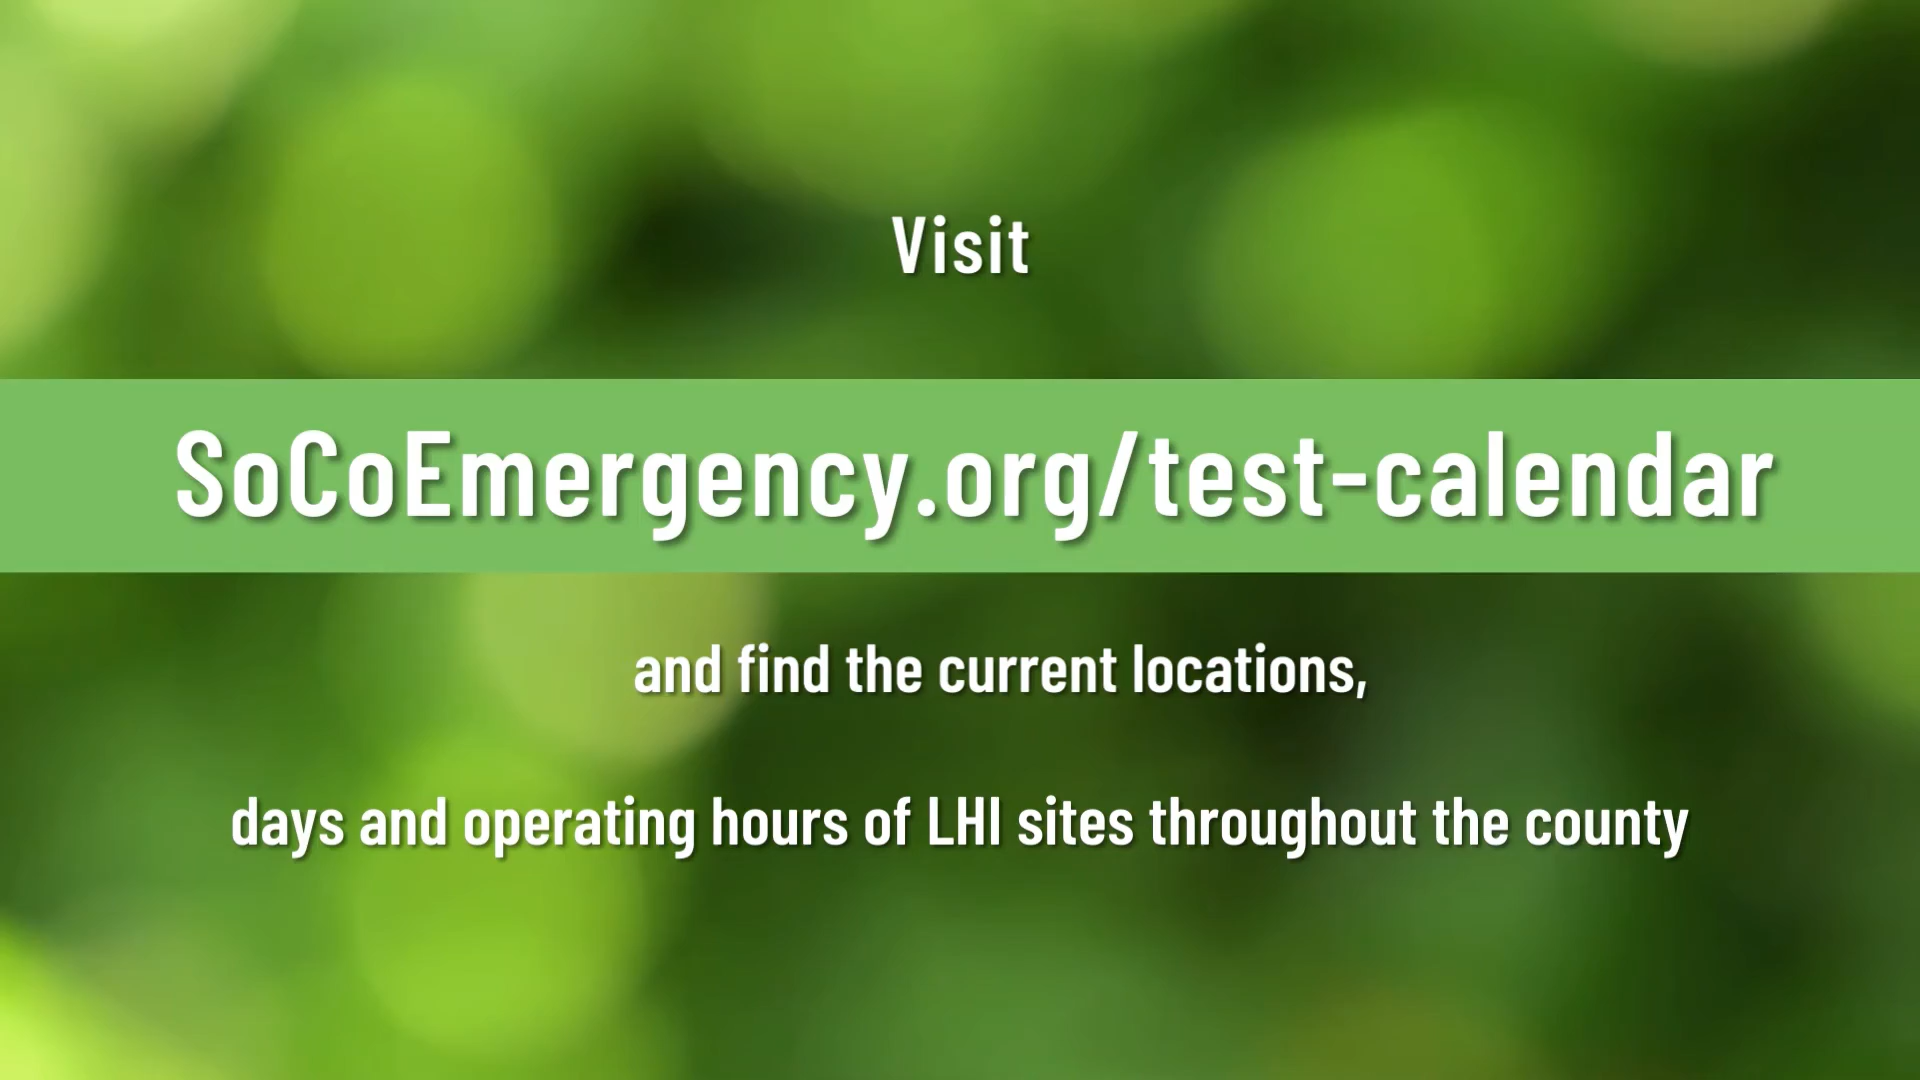 Visit
SoCoEmergency.org/test-calendar
and find the current locations,
days and operating hours of LHI sites throughout the county